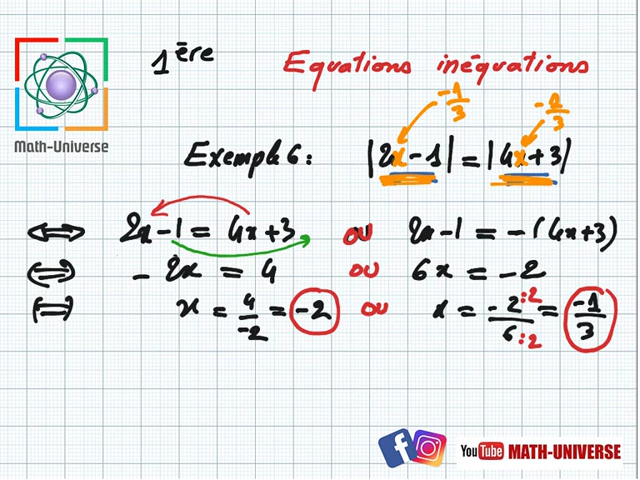 1ère
Equations inéquations
-1/3
-1/3
Math-Universe
Exemple 6 : |2x-1| = |4x+3|
⟺ 2x-1 = 4x+3 ou 2x-1 = -(4x+3)
⟺ -2x = 4 ou 6x = -2
⟺ x = 4/-2 = -2 ou x = -2:2/6:2 = -1/3
f
YouTube MATH-UNIVERSE